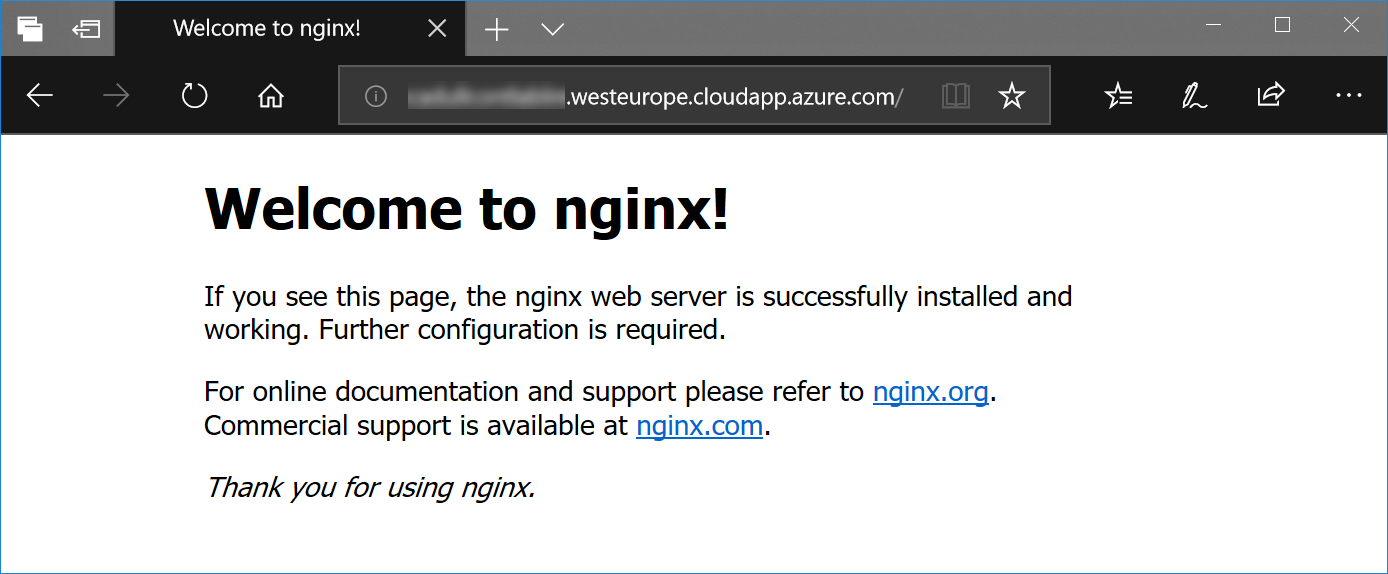 Welcome to nginx!
.westeurope.cloudapp.azure.com/
Welcome to nginx!
If you see this page, the nginx web server is successfully installed and
working. Further configuration is required.
For online documentation and support please refer to nginx.org.
Commercial support is available at nginx.com.
Thank you for using nginx.